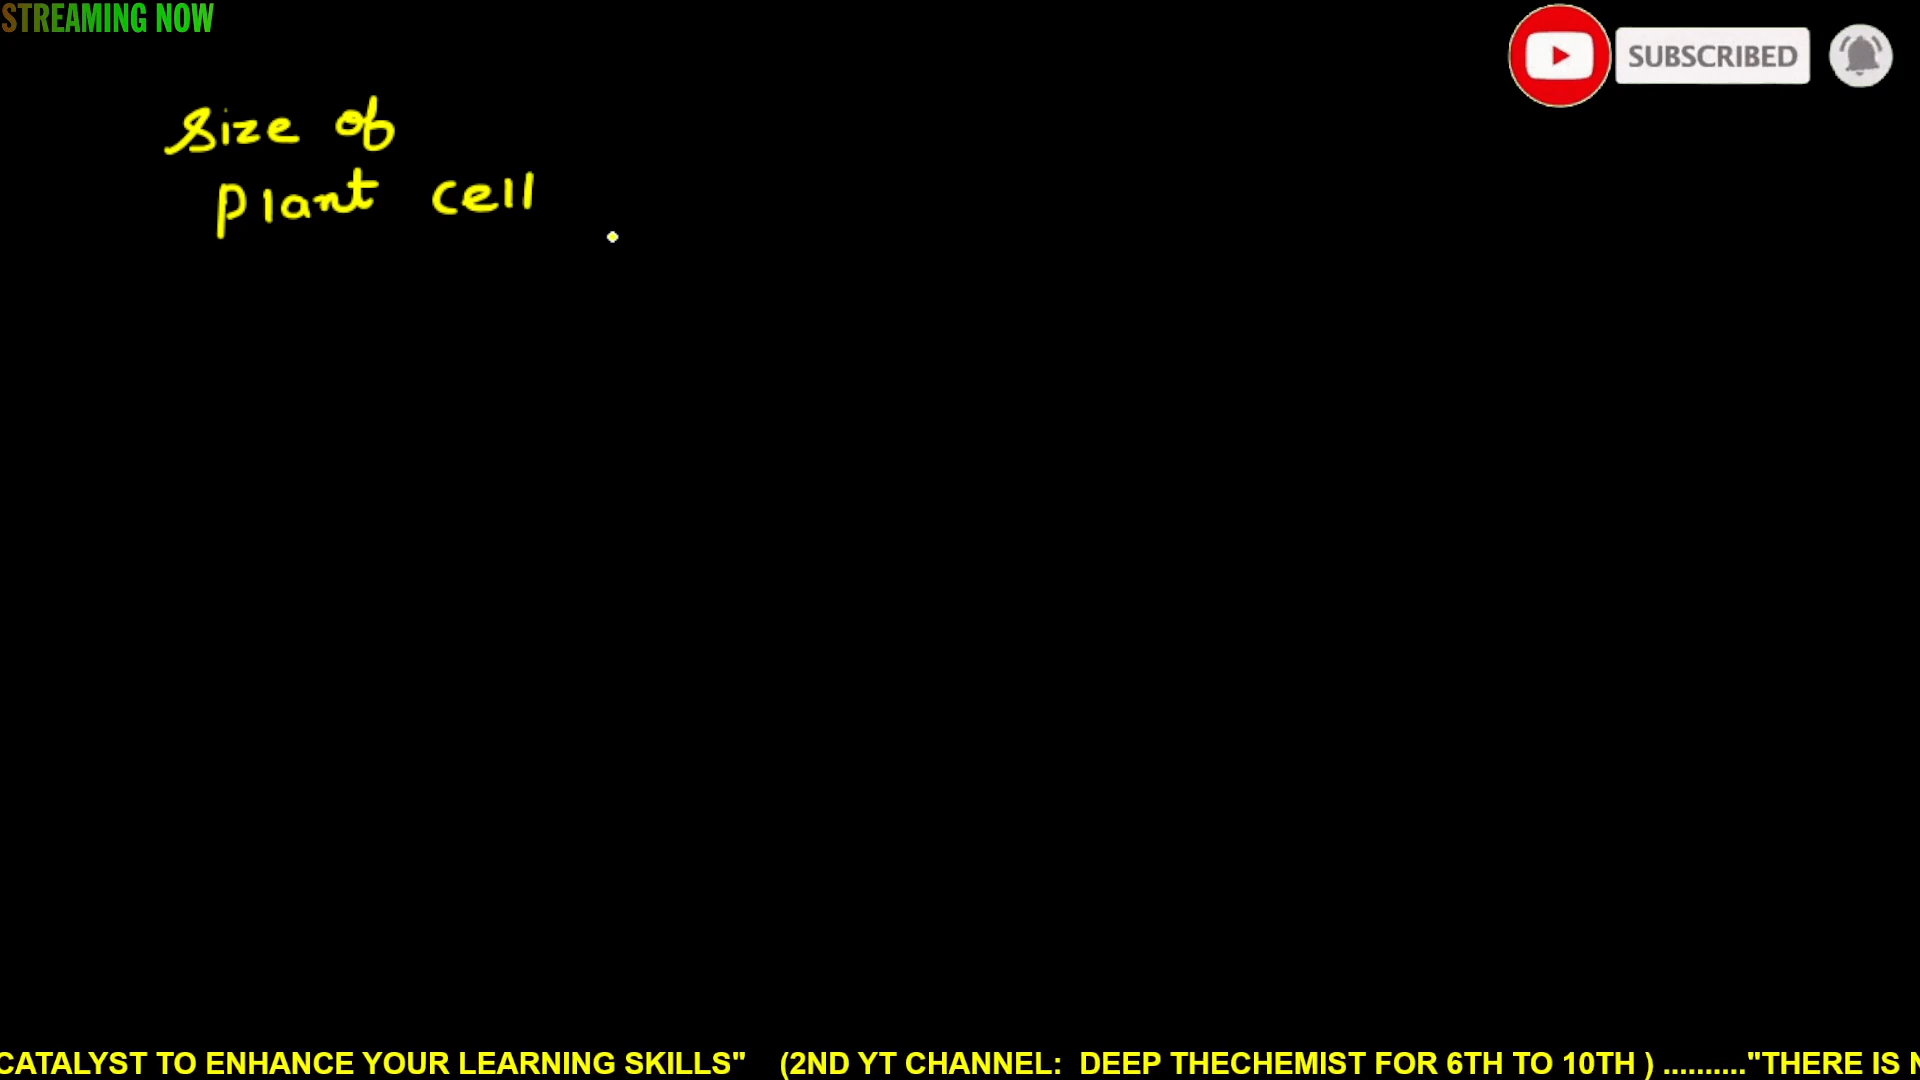 STREAMING NOW
SUBSCRIBED
Size of
plant cell
CATALYST TO ENHANCE YOUR LEARNING SKILLS" (2ND YT CHANNEL: DEEP THECHEMIST FOR 6TH TO 10TH ) .........."THERE IS N